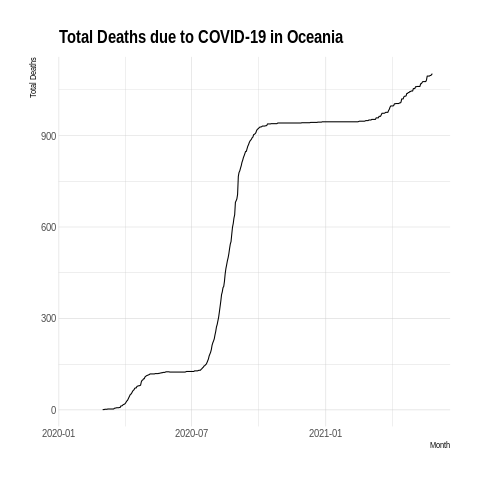 Total Deaths due to COVID-19 in Oceania
Total Deaths
900
600
300
0
2020-01
2020-07
2021-01
Month